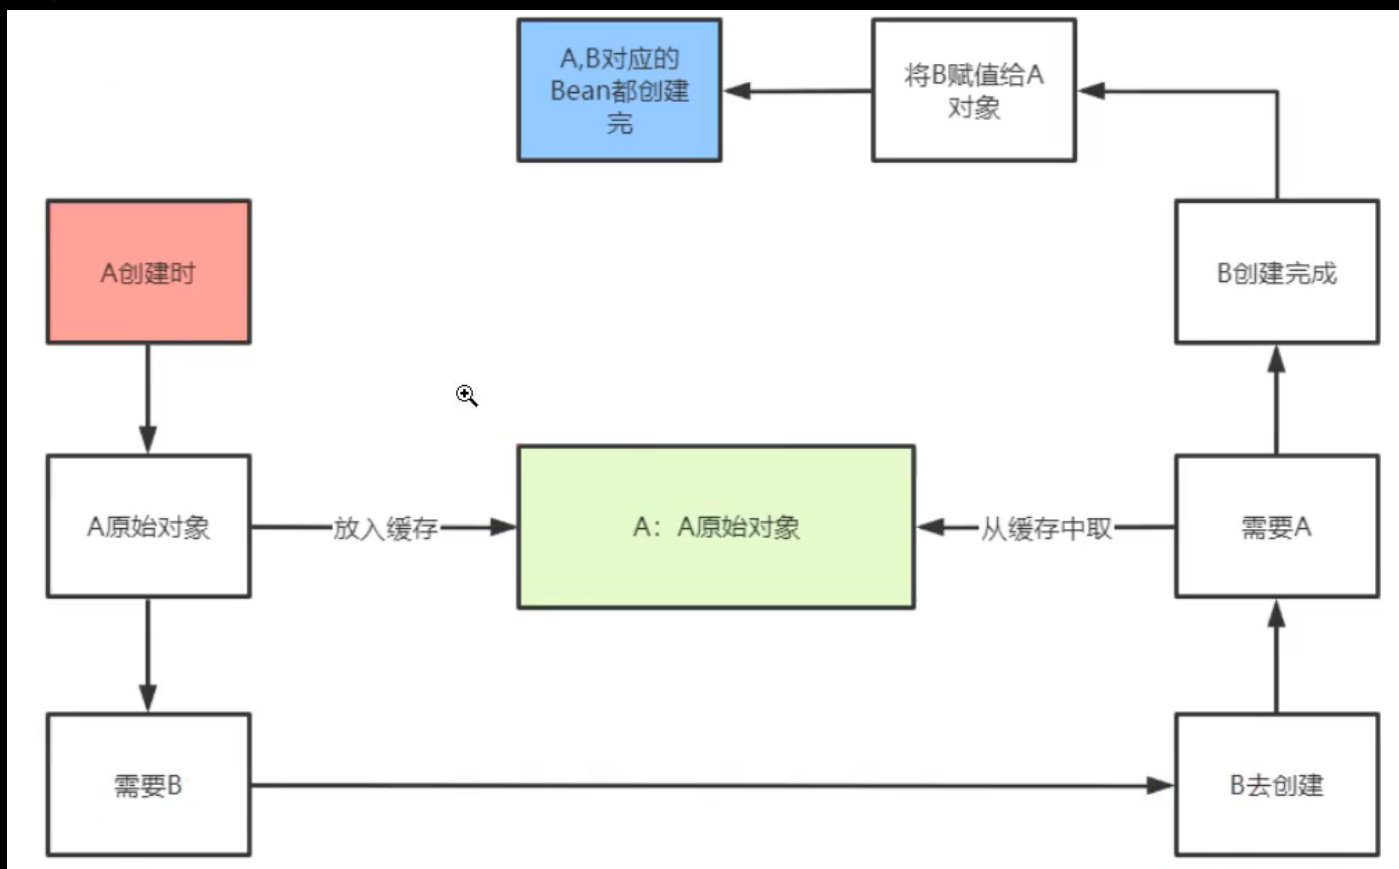 A,B对应的
Bean都创建
完
将B赋值给A
对象
A创建时
B创建完成
A原始对象
放入缓存
A：A原始对象
从缓存中取
需要A
需要B
B去创建